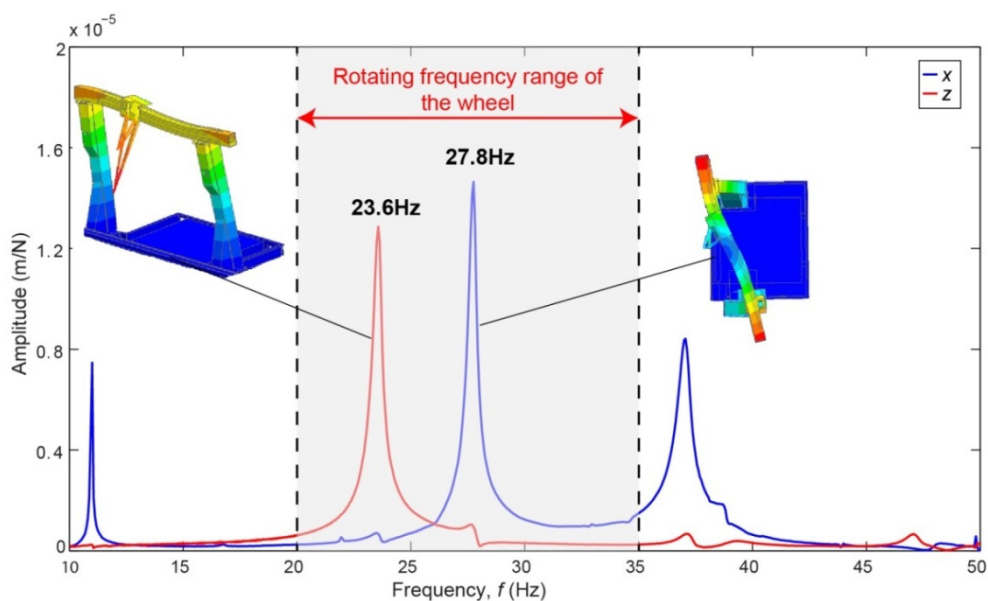 × 10⁻⁵
2
1.6
1.2
0.8
0.4
0
10
15
20
25
30
35
40
45
50
Amplitude (m/N)
Frequency, f (Hz)
Rotating frequency range of
the wheel
23.6Hz
27.8Hz
x
z